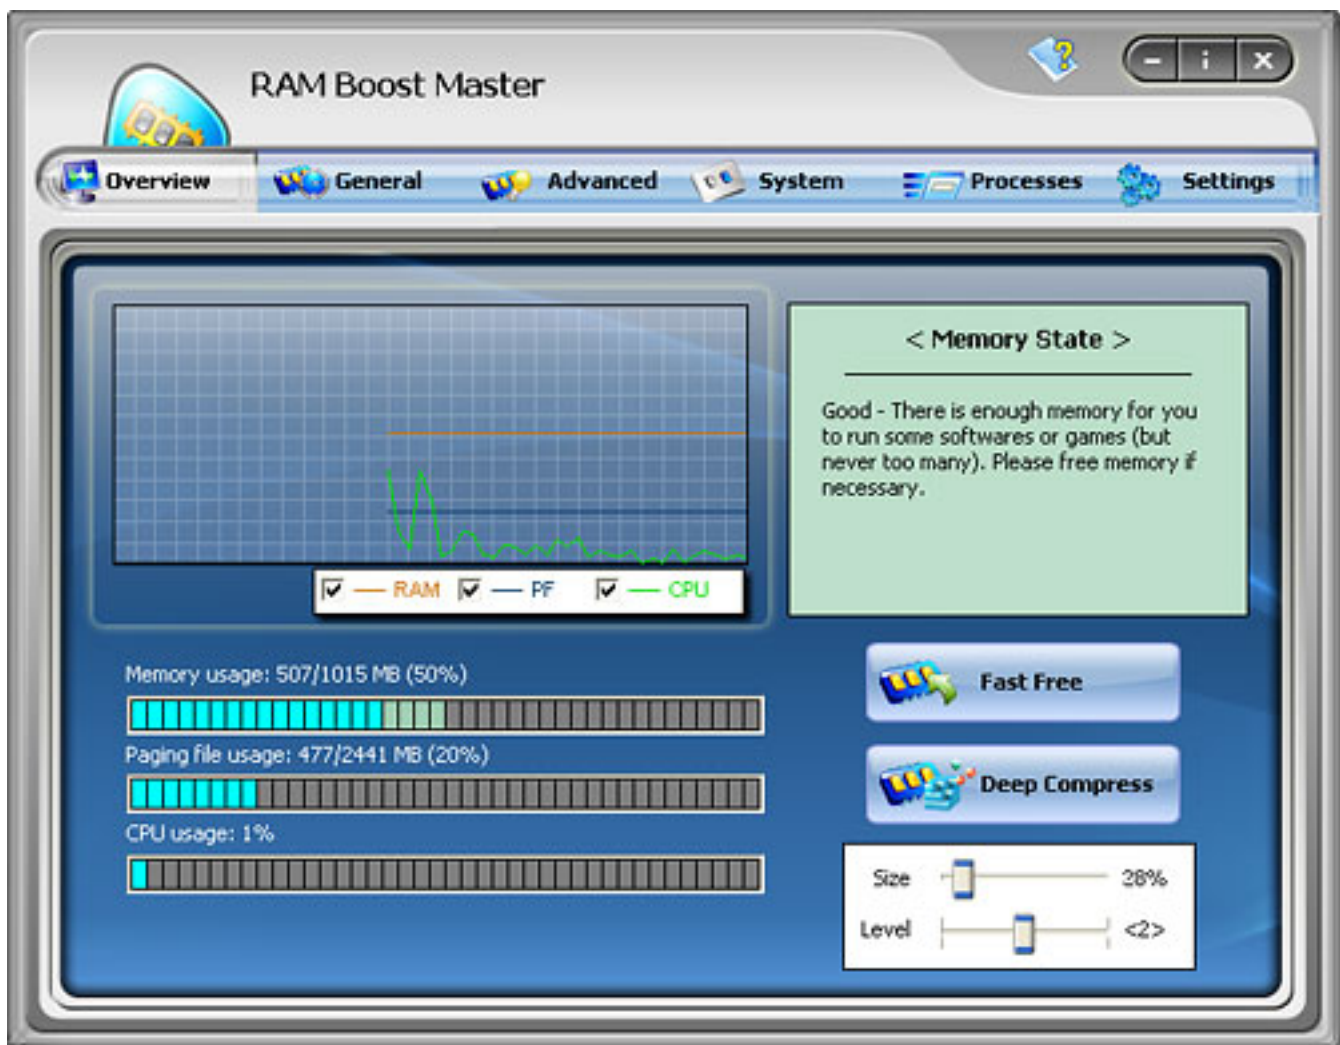 RAM Boost Master
Overview General Advanced System Processes Settings
< Memory State >
Good - There is enough memory for you
to run some softwares or games (but
never too many). Please free memory if
necessary.
RAM PF CPU
Memory usage: 507/1015 MB (50%)
Fast Free
Paging file usage: 477/2441 MB (20%)
Deep Compress
CPU usage: 1%
Size 28%
Level <2>